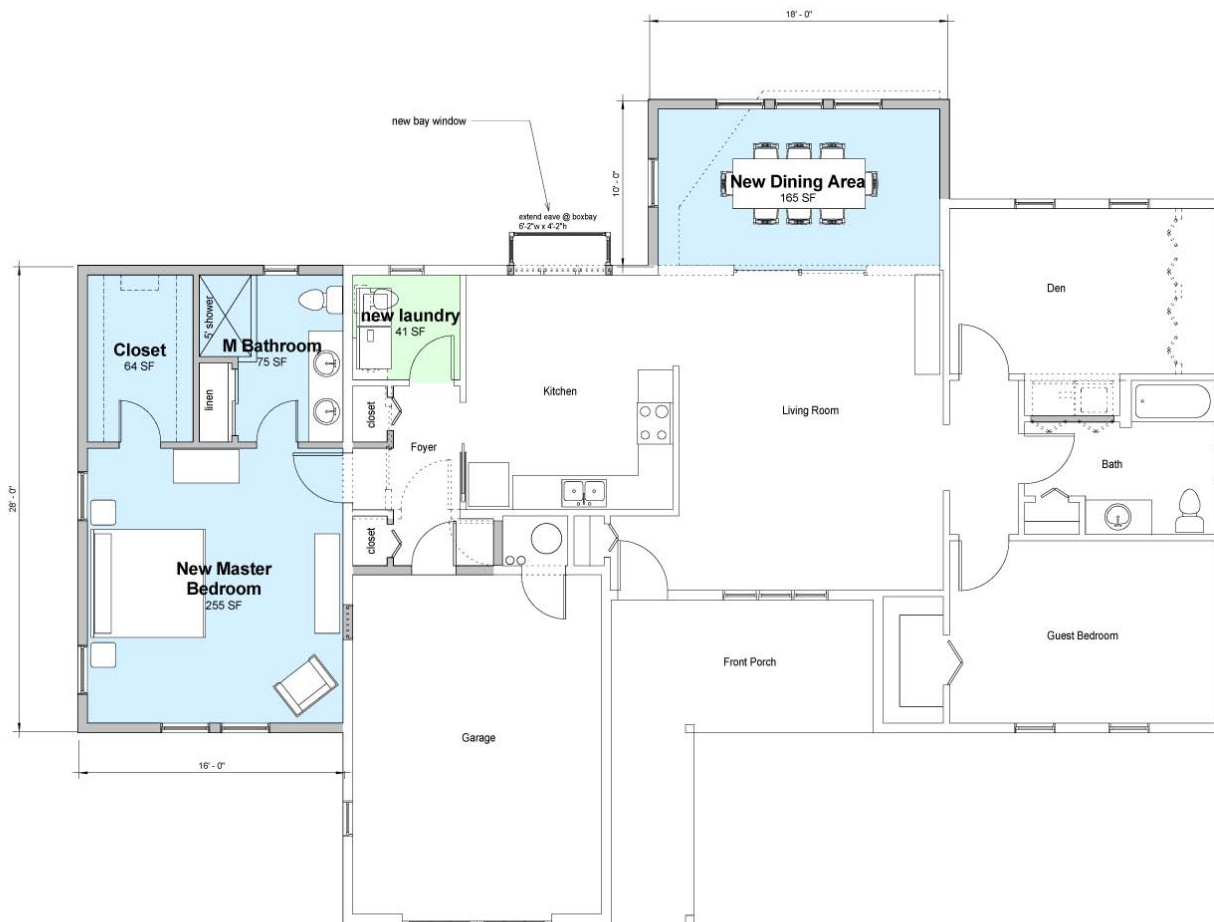 18' - 0"
new bay window
10' - 0"
extend eave @ boxbay
6'-2"w x 4'-2"h
New Dining Area
165 SF
Den
5' shower
new laundry
41 SF
M Bathroom
75 SF
Closet
64 SF
linen
closet
Kitchen
Living Room
Foyer
Bath
28' - 0"
closet
New Master
Bedroom
255 SF
Guest Bedroom
Front Porch
Garage
16' - 0"